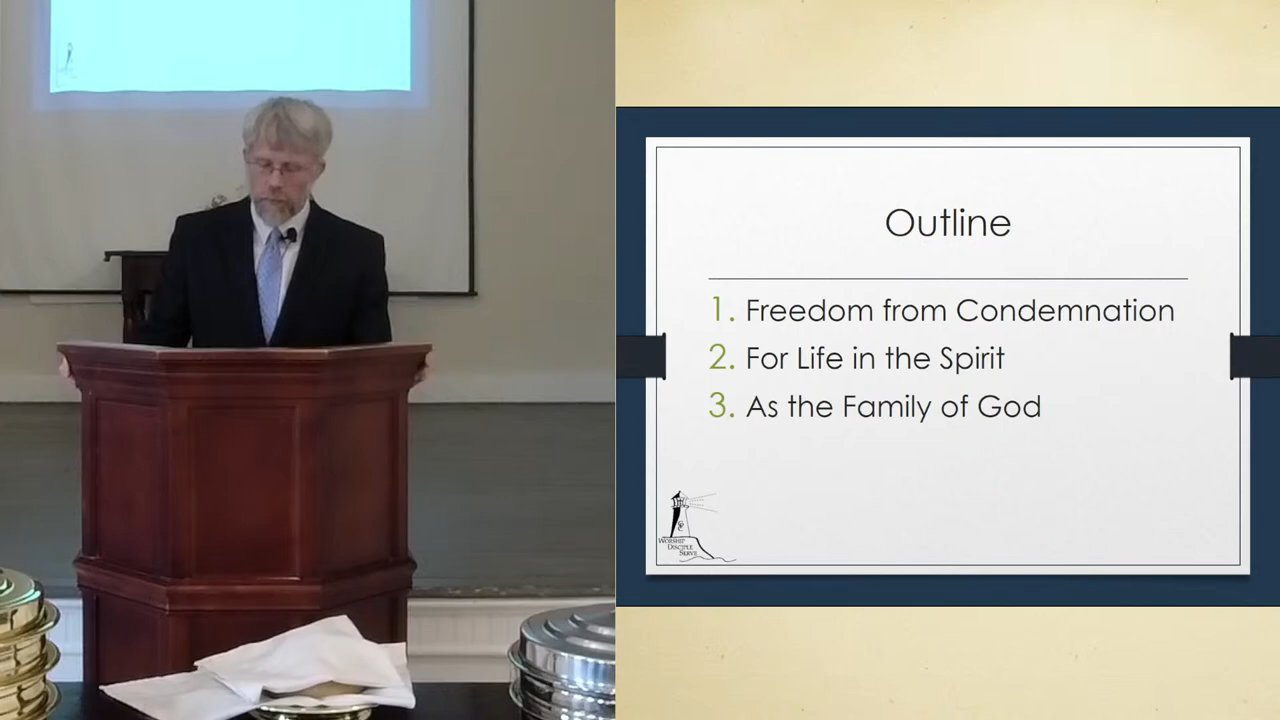 Outline
1. Freedom from Condemnation
2. For Life in the Spirit
3. As the Family of God
WORSHIP
DISCIPLE
SERVE